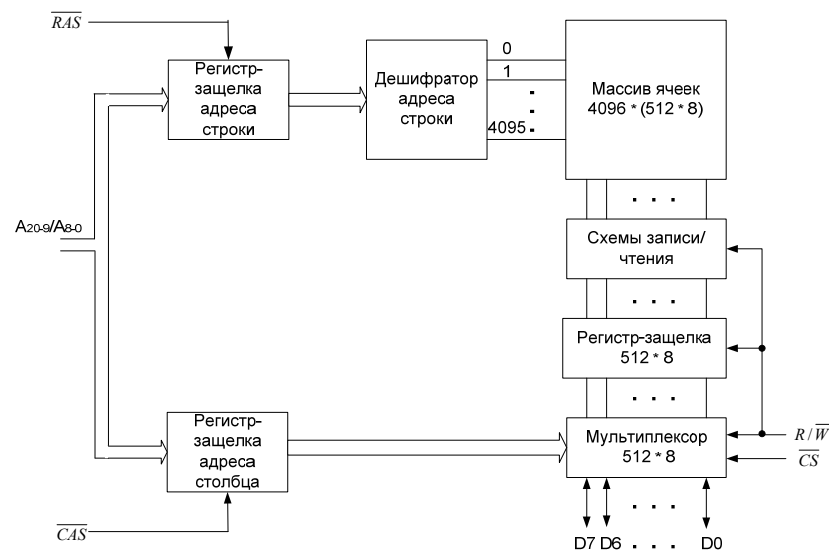 RAS
Регистр-
защелка
адреса
строки
Дешифратор
адреса
строки
0
1
4095
Массив ячеек
4096 * (512 * 8)
A20-9/A8-0
Схемы записи/
чтения
Регистр-защелка
512 * 8
Регистр-
защелка
адреса
столбца
Мультиплексор
512 * 8
R/W
CS
CAS
D7 D6 . . . D0